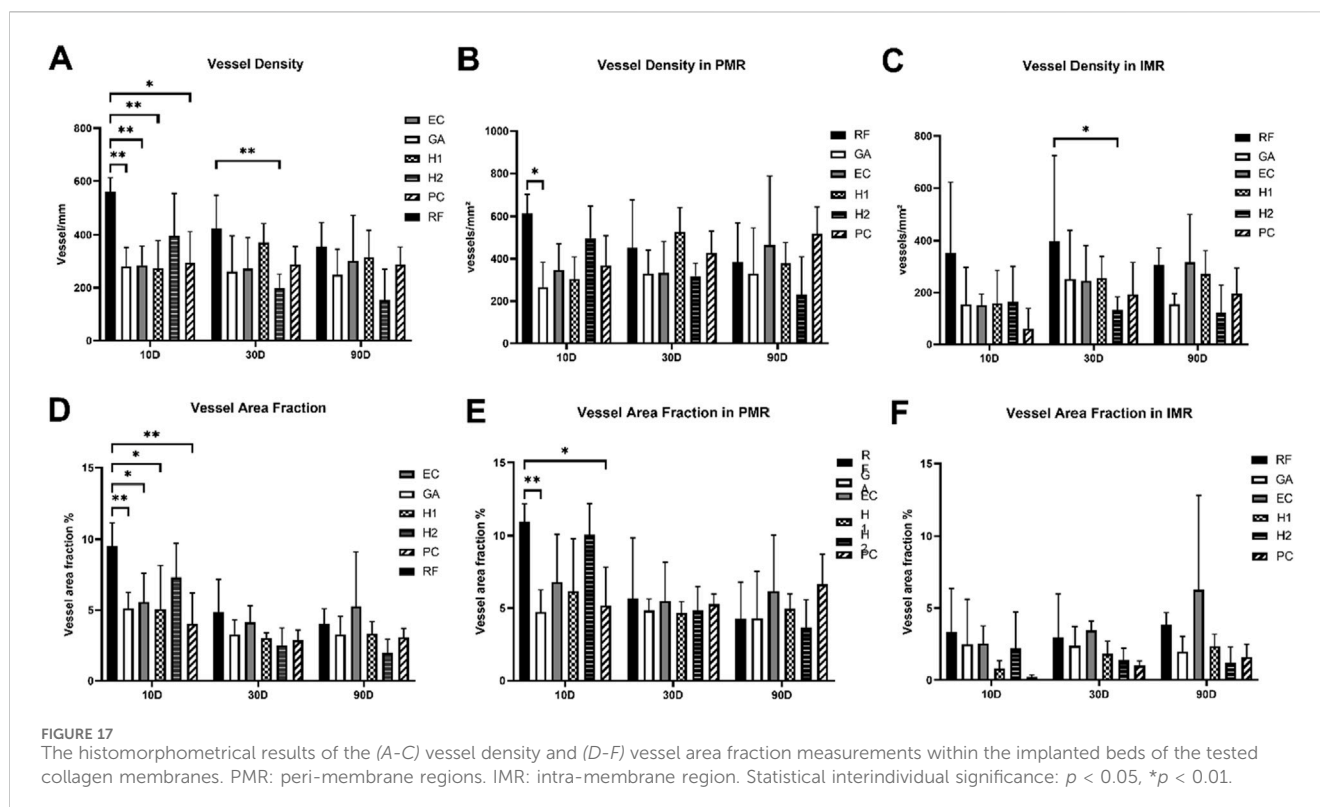 A
Vessel Density
*
**
**
**
**
Vessel/mm
800
600
400
200
0
10D
30D
90D
EC
GA
H1
H2
PC
RF
B
Vessel Density in PMR
*
vessels/mm²
1000
800
600
400
200
0
10D
30D
90D
RF
GA
EC
H1
H2
PC
C
Vessel Density in IMR
*
vessels/mm²
800
600
400
200
0
10D
30D
90D
RF
GA
EC
H1
H2
PC
D
Vessel Area Fraction
**
*
*
**
Vessel area fraction %
15
10
5
0
10D
30D
90D
EC
GA
H1
H2
PC
RF
E
Vessel Area Fraction in PMR
*
**
Vessel area fraction %
15
10
5
0
10D
30D
90D
R
F
G
A
EC
H
1
H
2
PC
F
Vessel Area Fraction in IMR
Vessel area fraction %
15
10
5
0
10D
30D
90D
RF
GA
EC
H1
H2
PC
FIGURE 17
The histomorphometrical results of the (A-C) vessel density and (D-F) vessel area fraction measurements within the implanted beds of the tested
collagen membranes. PMR: peri-membrane regions. IMR: intra-membrane region. Statistical interindividual significance: p < 0.05, *p < 0.01.